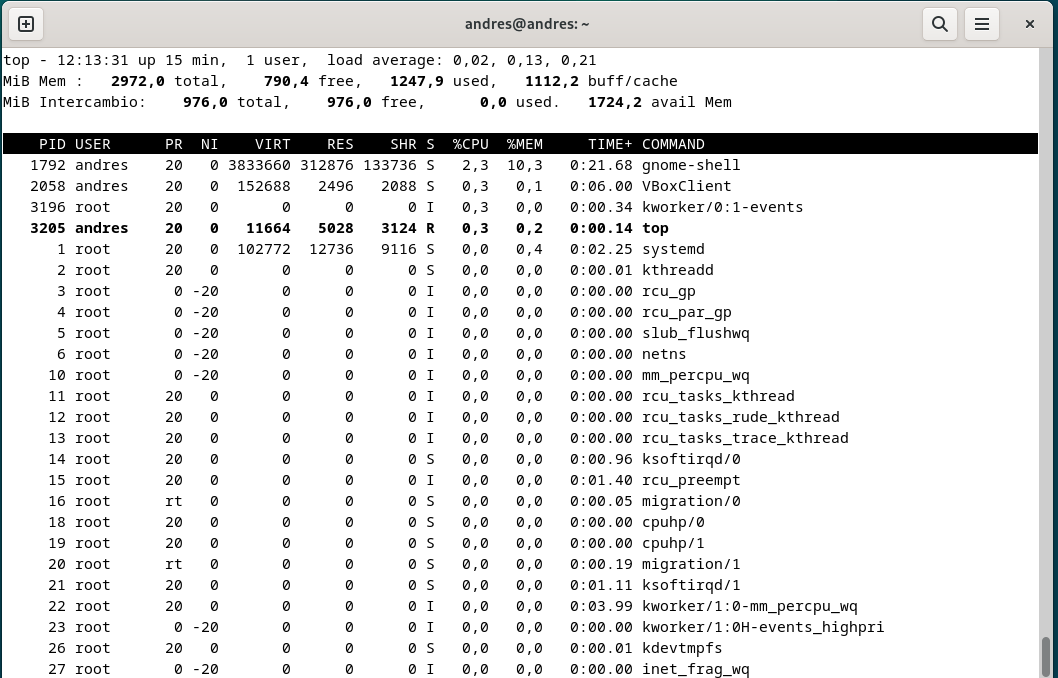 andres@andres: ~
top - 12:13:31 up 15 min,  1 user,  load average: 0,02, 0,13, 0,21
MiB Mem :   2972,0 total,    790,4 free,   1247,9 used,   1112,2 buff/cache
MiB Intercambio:    976,0 total,    976,0 free,      0,0 used.   1724,2 avail Mem
PID USER      PR  NI    VIRT    RES    SHR S  %CPU  %MEM     TIME+ COMMAND
1792 andres    20   0 3833660 312876 133736 S   2,3  10,3   0:21.68 gnome-shell
2058 andres    20   0  152688   2496   2088 S   0,3   0,1   0:06.00 VBoxClient
3196 root      20   0       0      0      0 I   0,3   0,0   0:00.34 kworker/0:1-events
3205 andres    20   0   11664   5028   3124 R   0,3   0,2   0:00.14 top
1 root      20   0  102772  12736   9116 S   0,0   0,4   0:02.25 systemd
2 root      20   0       0      0      0 S   0,0   0,0   0:00.01 kthreadd
3 root       0 -20       0      0      0 I   0,0   0,0   0:00.00 rcu_gp
4 root       0 -20       0      0      0 I   0,0   0,0   0:00.00 rcu_par_gp
5 root       0 -20       0      0      0 I   0,0   0,0   0:00.00 slub_flushwq
6 root       0 -20       0      0      0 I   0,0   0,0   0:00.00 netns
10 root       0 -20       0      0      0 I   0,0   0,0   0:00.00 mm_percpu_wq
11 root      20   0       0      0      0 I   0,0   0,0   0:00.00 rcu_tasks_kthread
12 root      20   0       0      0      0 I   0,0   0,0   0:00.00 rcu_tasks_rude_kthread
13 root      20   0       0      0      0 I   0,0   0,0   0:00.00 rcu_tasks_trace_kthread
14 root      20   0       0      0      0 S   0,0   0,0   0:00.96 ksoftirqd/0
15 root      20   0       0      0      0 I   0,0   0,0   0:01.40 rcu_preempt
16 root      rt   0       0      0      0 S   0,0   0,0   0:00.05 migration/0
18 root      20   0       0      0      0 S   0,0   0,0   0:00.00 cpuhp/0
19 root      20   0       0      0      0 S   0,0   0,0   0:00.00 cpuhp/1
20 root      rt   0       0      0      0 S   0,0   0,0   0:00.19 migration/1
21 root      20   0       0      0      0 S   0,0   0,0   0:01.11 ksoftirqd/1
22 root      20   0       0      0      0 I   0,0   0,0   0:03.99 kworker/1:0-mm_percpu_wq
23 root       0 -20       0      0      0 I   0,0   0,0   0:00.00 kworker/1:0H-events_highpri
26 root      20   0       0      0      0 S   0,0   0,0   0:00.01 kdevtmpfs
27 root       0 -20       0      0      0 I   0,0   0,0   0:00.00 inet_frag_wq